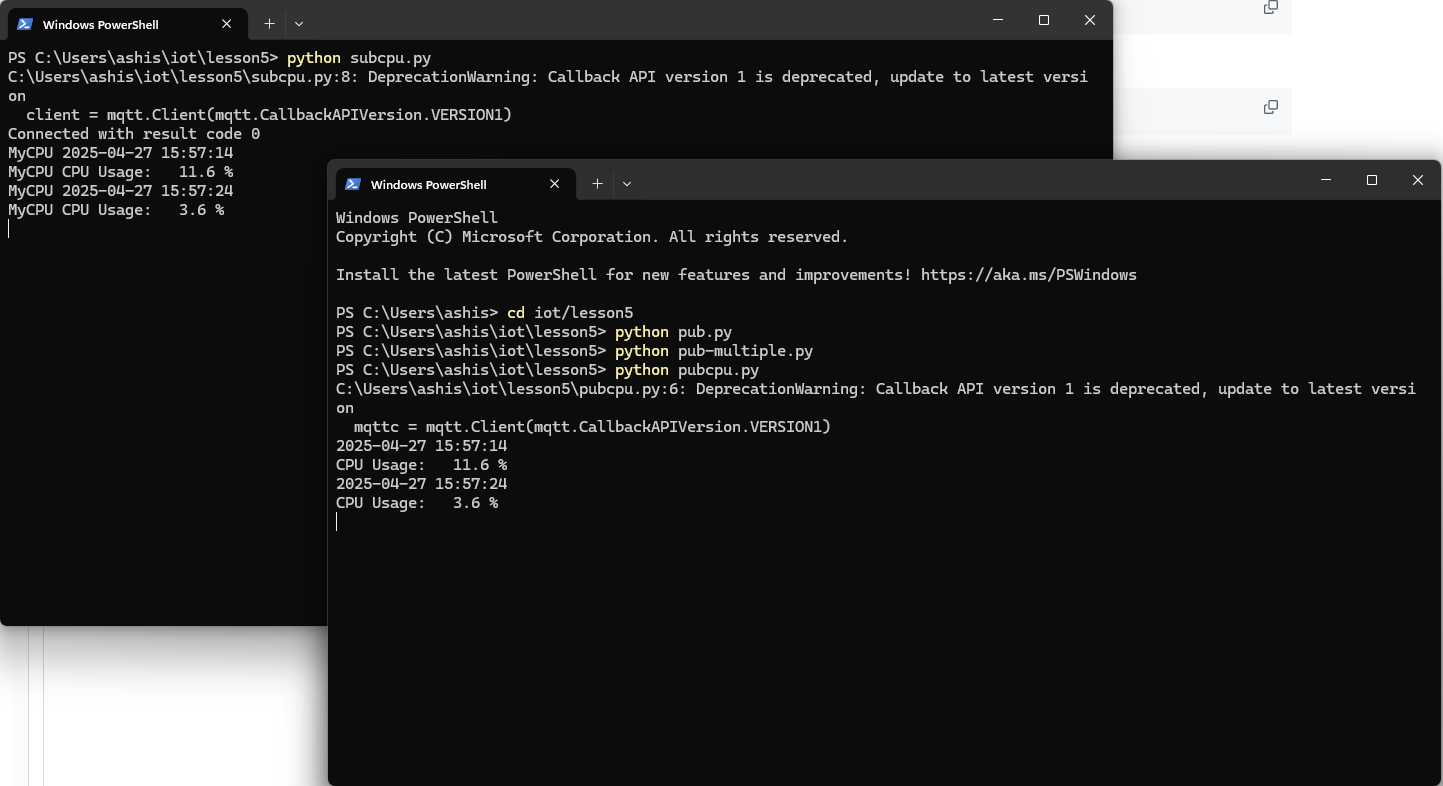 Windows PowerShell
PS C:\Users\ashis\iot\lesson5> python subcpu.py
C:\Users\ashis\iot\lesson5\subcpu.py:8: DeprecationWarning: Callback API version 1 is deprecated, update to latest versi
on
  client = mqtt.Client(mqtt.CallbackAPIVersion.VERSION1)
Connected with result code 0
MyCPU 2025-04-27 15:57:14
MyCPU CPU Usage:   11.6 %
MyCPU 2025-04-27 15:57:24
MyCPU CPU Usage:   3.6 %
Windows PowerShell
Windows PowerShell
Copyright (C) Microsoft Corporation. All rights reserved.
Install the latest PowerShell for new features and improvements! https://aka.ms/PSWindows
PS C:\Users\ashis> cd iot/lesson5
PS C:\Users\ashis\iot\lesson5> python pub.py
PS C:\Users\ashis\iot\lesson5> python pub-multiple.py
PS C:\Users\ashis\iot\lesson5> python pubcpu.py
C:\Users\ashis\iot\lesson5\pubcpu.py:6: DeprecationWarning: Callback API version 1 is deprecated, update to latest versi
on
  mqttc = mqtt.Client(mqtt.CallbackAPIVersion.VERSION1)
2025-04-27 15:57:14
CPU Usage:   11.6 %
2025-04-27 15:57:24
CPU Usage:   3.6 %